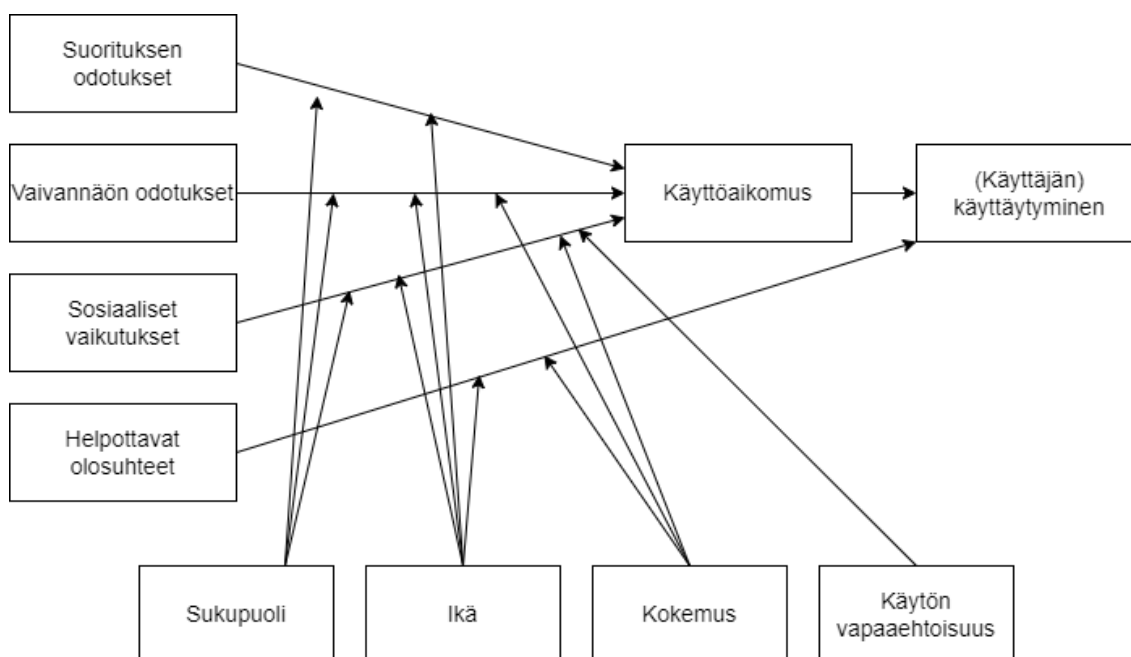 Suorituksen
odotukset
Vaivannäön odotukset
Käyttöaikomus
(Käyttäjän)
käyttäytyminen
Sosiaaliset
vaikutukset
Helpottavat
olosuhteet
Sukupuoli
Ikä
Kokemus
Käytön
vapaaehtoisuus